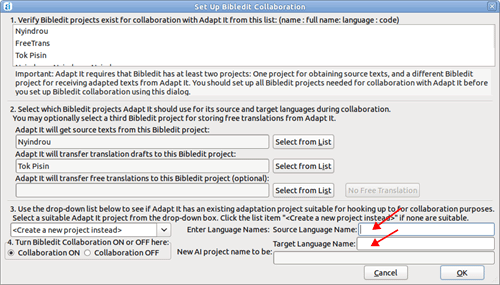 Set Up Bibledit Collaboration
1. Verify Bibledit projects exist for collaboration with Adapt It from this list: (name : full name: language : code)
Nyindrou
FreeTrans
Tok Pisin
Important: Adapt It requires that Bibledit has at least two projects: One project for obtaining source texts, and a different Bibledit
project for receiving adapted texts from Adapt It. You should set up all Bibledit projects needed for collaboration with Adapt It before
you set up Bibledit collaboration using this dialog.
2. Select which Bibledit projects Adapt It should use for its source and target languages during collaboration.
You may optionally select a third Bibledit project for storing free translations from Adapt It.
Adapt It will get source texts from this Bibledit project:
Nyindrou
Select from List
Adapt It will transfer translation drafts to this Bibledit project:
Tok Pisin
Select from List
Adapt It will transfer free translations to this Bibledit project (optional):
Select from List
No Free Translation
3. Use the drop-down list below to see if Adapt It has an existing adaptation project suitable for hooking up to for collaboration purposes.
Select a suitable Adapt It project from the drop-down box. Click the list item "<Create a new project instead>" if none are suitable.
<Create a new project instead>
Enter Language Names:
Source Language Name:
Target Language Name:
4. Turn Bibledit Collaboration ON or OFF here:
Collaboration ON
Collaboration OFF
New AI project name to be:
Cancel
OK